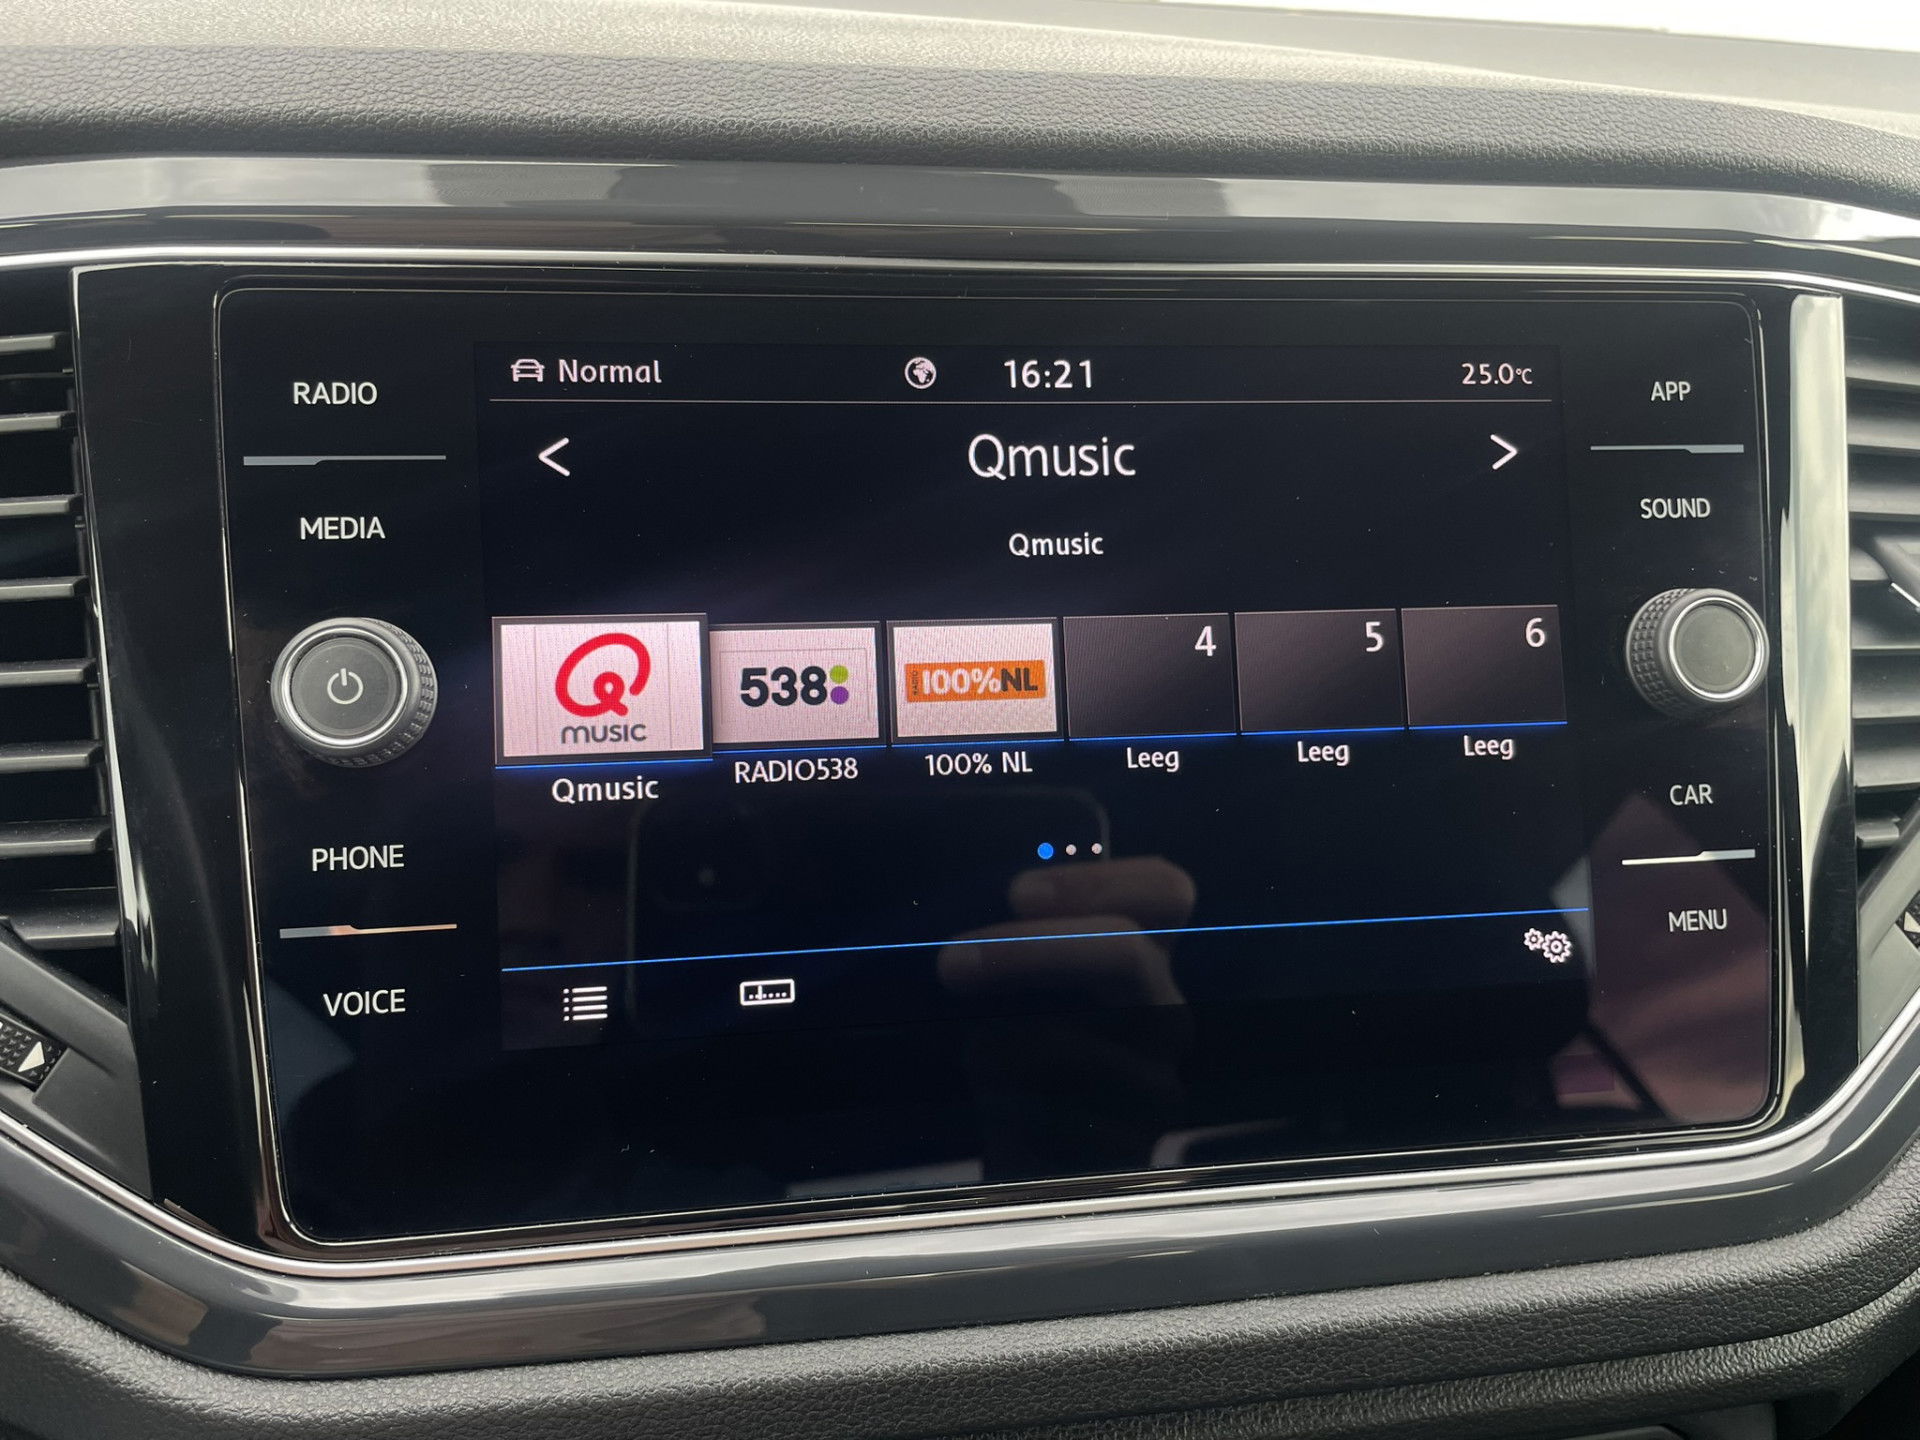 RADIO
MEDIA
PHONE
VOICE
Normal
16:21
25.0°C
<
Qmusic
>
Qmusic
MUSIC
538
RADIO 100%NL
4
5
6
Qmusic
RADIO538
100% NL
Leeg
Leeg
Leeg
APP
SOUND
CAR
MENU